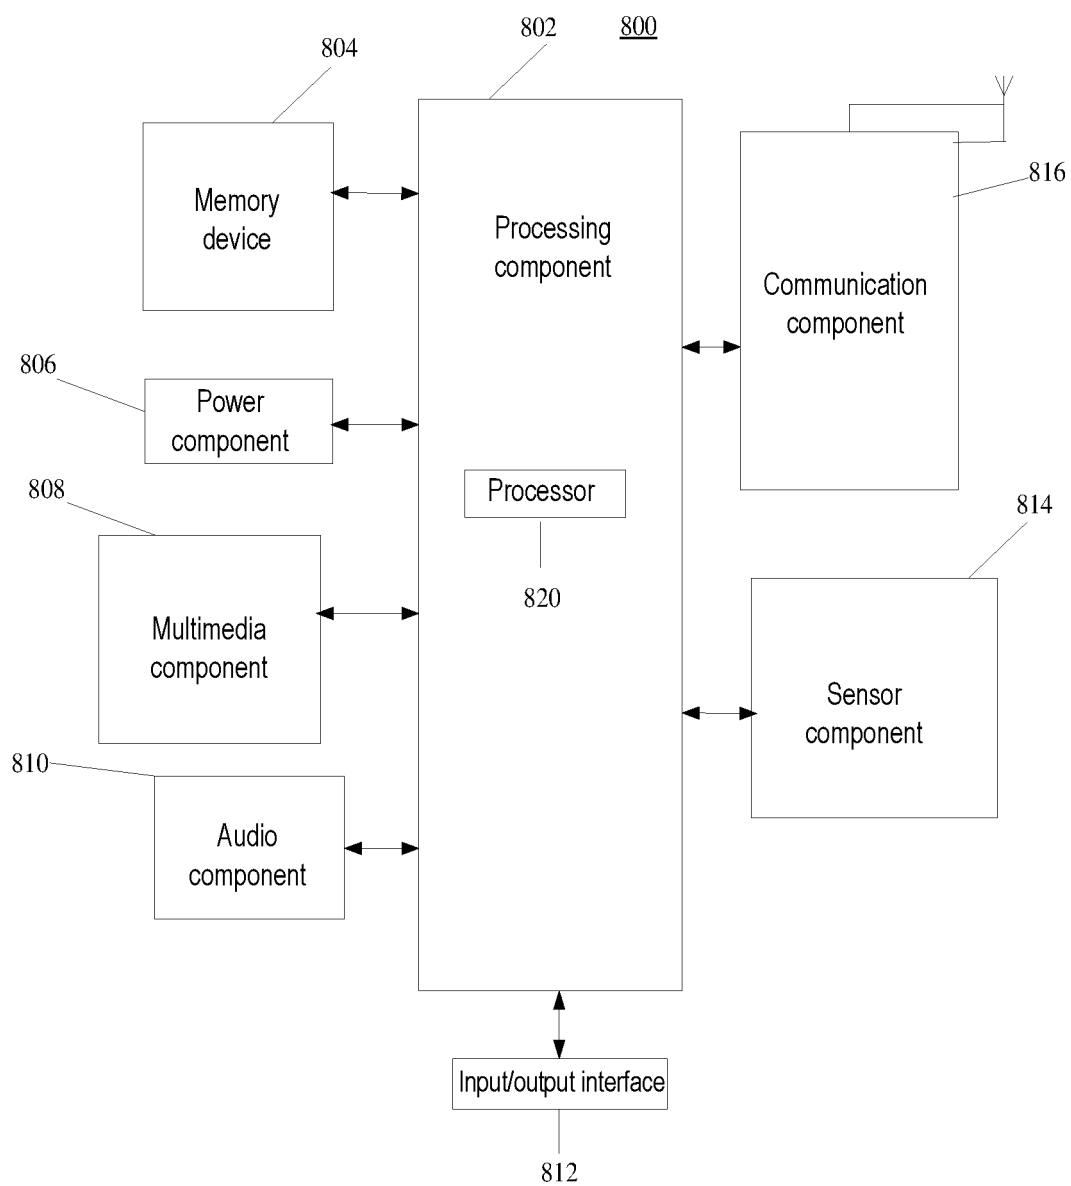 802
800
804
816
Memory
device
Processing
component
Communication
component
806
Power
component
808
Processor
814
820
Multimedia
component
Sensor
component
810
Audio
component
Input/output interface
812